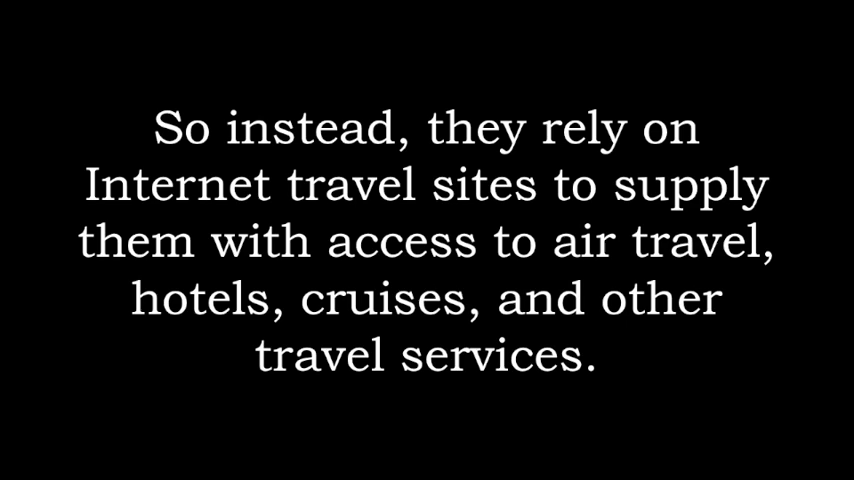 So instead, they rely on
Internet travel sites to supply
them with access to air travel,
hotels, cruises, and other
travel services.